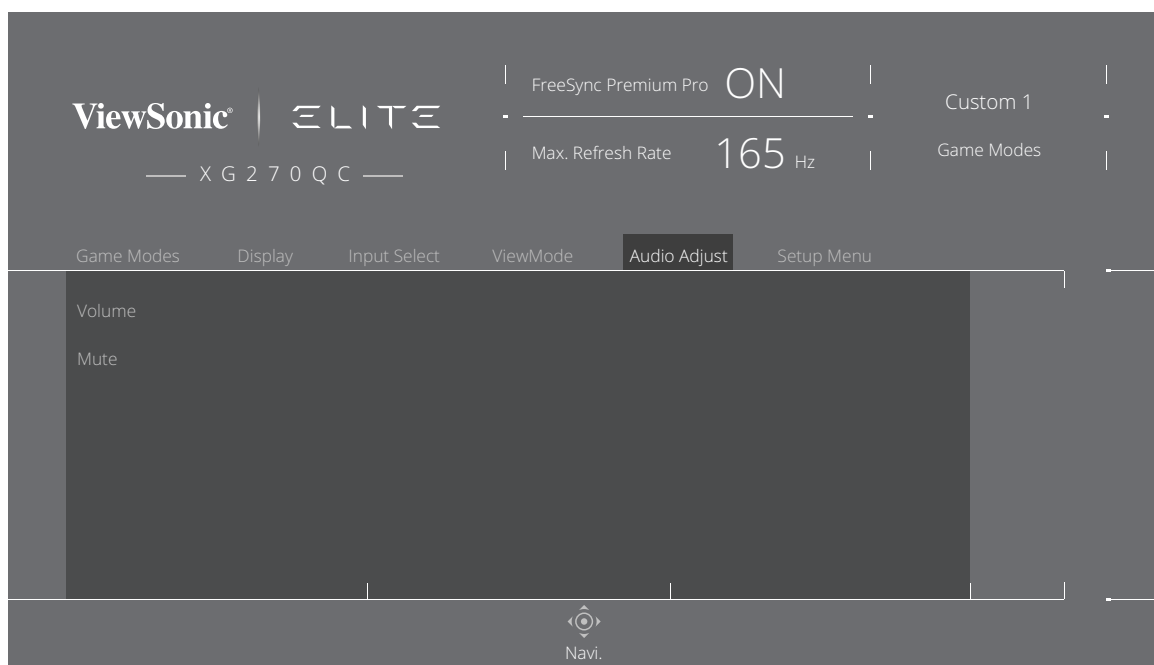 ViewSonic® ELITE
XG270QC
FreeSync Premium Pro ON
Max. Refresh Rate 165 Hz
Custom 1
Game Modes
Game Modes Display Input Select ViewMode Audio Adjust Setup Menu
Volume
Mute
Navi.